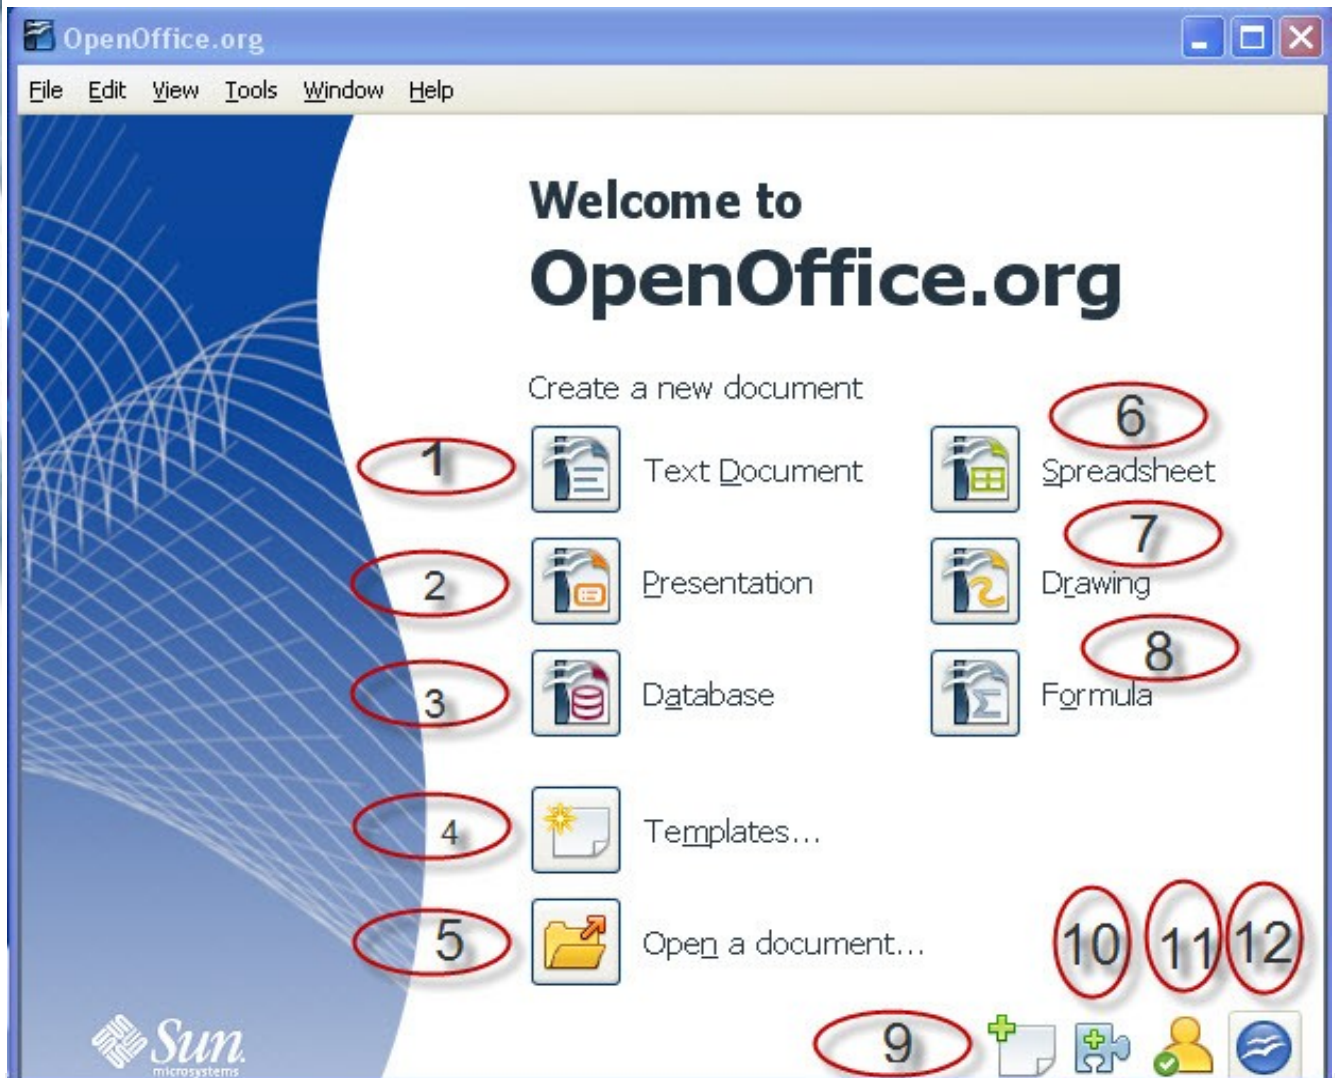 OpenOffice.org
File Edit View Tools Window Help
Welcome to
OpenOffice.org
Create a new document
6
1 Text Document Spreadsheet
7
2 Presentation Drawing
8
3 Database Formula
4 Templates...
5 Open a document... 10 11 12
9
Sun
microsystems